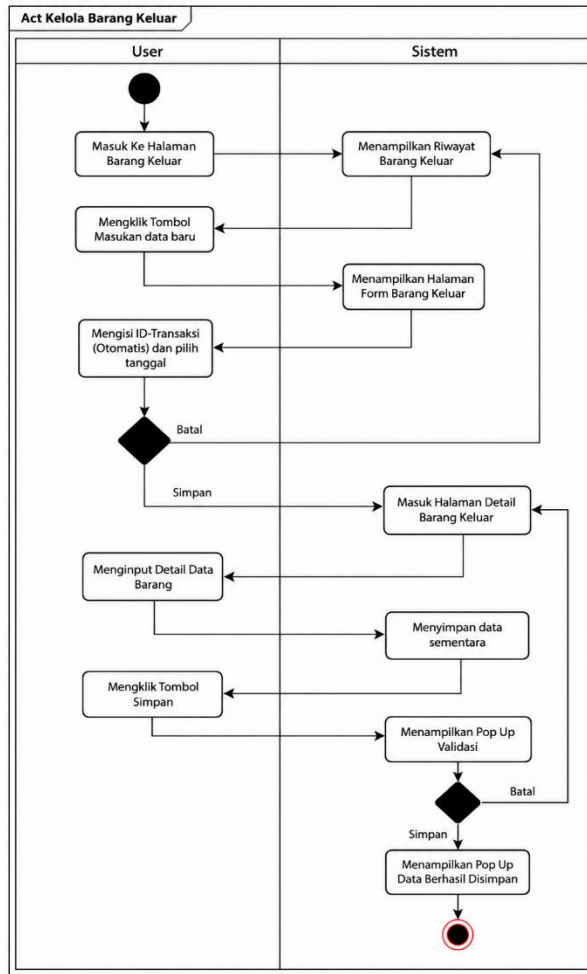 Act Kelola Barang Keluar
User
Sistem
Masuk Ke Halaman
Barang Keluar
Menampilkan Riwayat
Barang Keluar
Mengklik Tombol
Masukan data baru
Menampilkan Halaman
Form Barang Keluar
Mengisi ID-Transaksi
(Otomatis) dan pilih
tanggal
Batal
Simpan
Masuk Halaman Detail
Barang Keluar
Menginput Detail Data
Barang
Menyimpan data
sementara
Mengklik Tombol
Simpan
Menampilkan Pop Up
Validasi
Batal
Simpan
Menampilkan Pop Up
Data Berhasil Disimpan